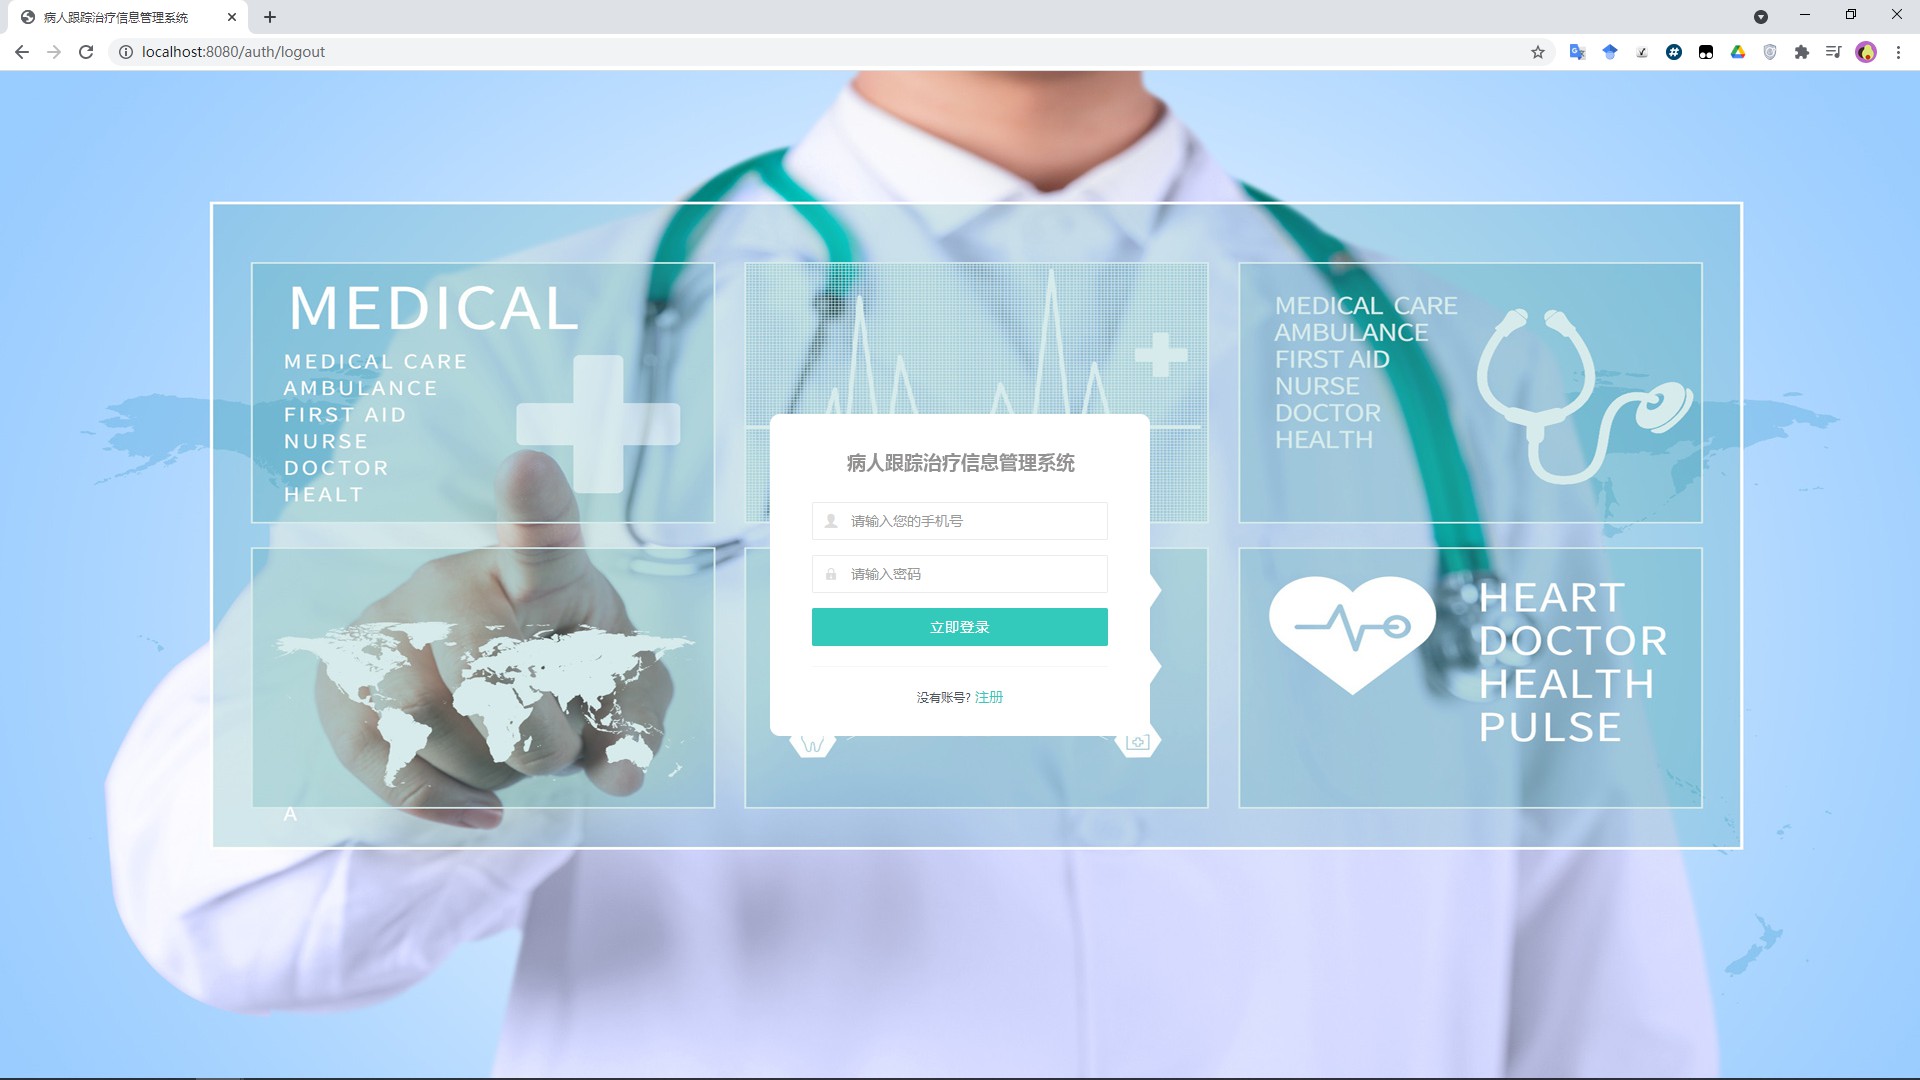 病人跟踪治疗信息管理系统
localhost:8080/auth/logout
MEDICAL
MEDICAL CARE
AMBULANCE
FIRST AID
NURSE
DOCTOR
HEALT
MEDICAL CARE
AMBULANCE
FIRST AID
NURSE
DOCTOR
HEALTH
病人跟踪治疗信息管理系统
请输入您的手机号
请输入密码
立即登录
没有账号? 注册
HEART
DOCTOR
HEALTH
PULSE
A